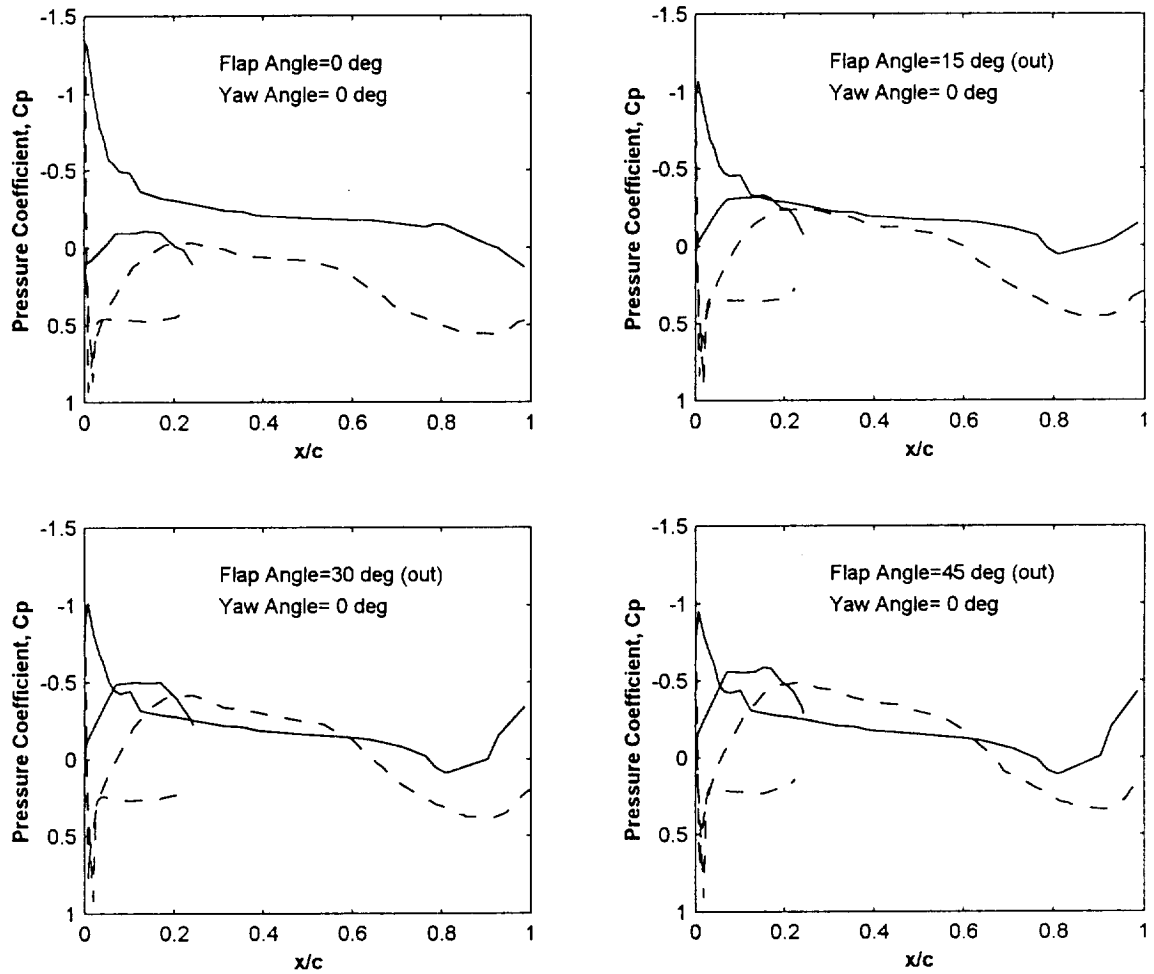 -1.5
-1
-0.5
0
0.5
1
Pressure Coefficient, Cp
Flap Angle=0 deg
Yaw Angle= 0 deg
0 0.2 0.4 0.6 0.8 1
x/c
-1.5
-1
-0.5
0
0.5
1
Pressure Coefficient, Cp
Flap Angle=15 deg (out)
Yaw Angle= 0 deg
0 0.2 0.4 0.6 0.8 1
x/c
-1.5
-1
-0.5
0
0.5
1
Pressure Coefficient, Cp
Flap Angle=30 deg (out)
Yaw Angle= 0 deg
0 0.2 0.4 0.6 0.8 1
x/c
-1.5
-1
-0.5
0
0.5
1
Pressure Coefficient, Cp
Flap Angle=45 deg (out)
Yaw Angle= 0 deg
0 0.2 0.4 0.6 0.8 1
x/c